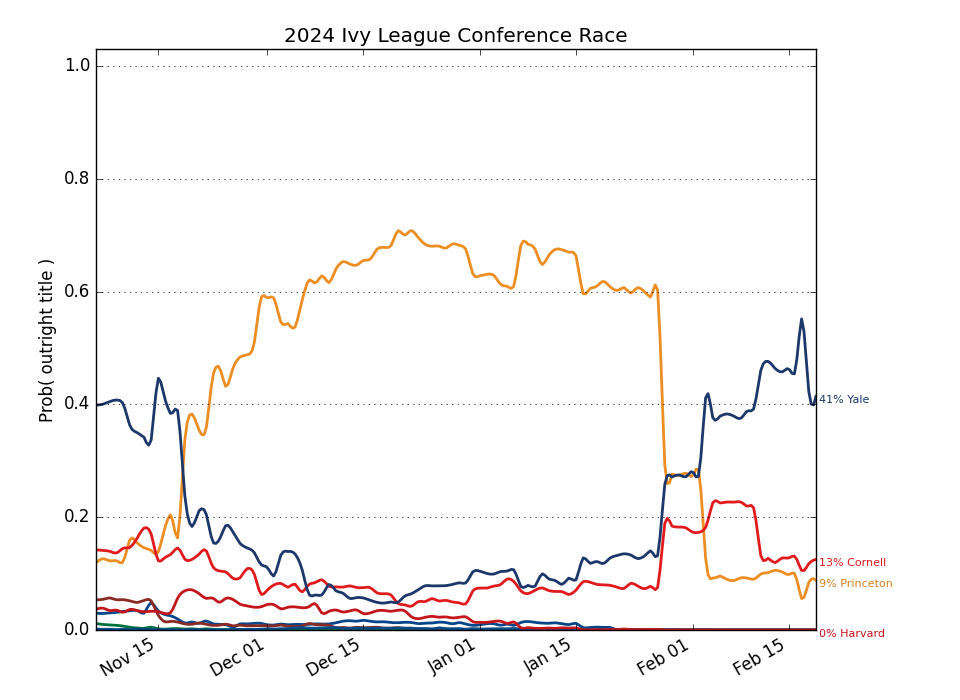 2024 Ivy League Conference Race
Prob( outright title )
1.0
0.8
0.6
0.4
0.2
0.0
Nov 15
Dec 01
Dec 15
Jan 01
Jan 15
Feb 01
Feb 15
41% Yale
13% Cornell
9% Princeton
0% Harvard